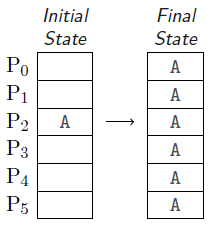 Initial Final
State State
P0 A
P1 A
P2 A → A
P3 A
P4 A
P5 A